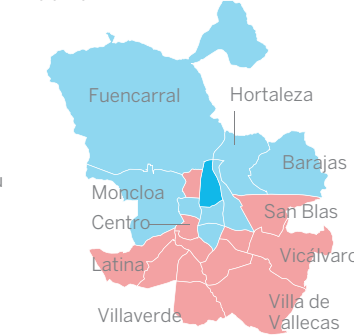 Fuencarral
Hortaleza
Barajas
Moncloa
San Blas
Centro
Vicálvaro
Latina
Villaverde
Villa de
Vallecas